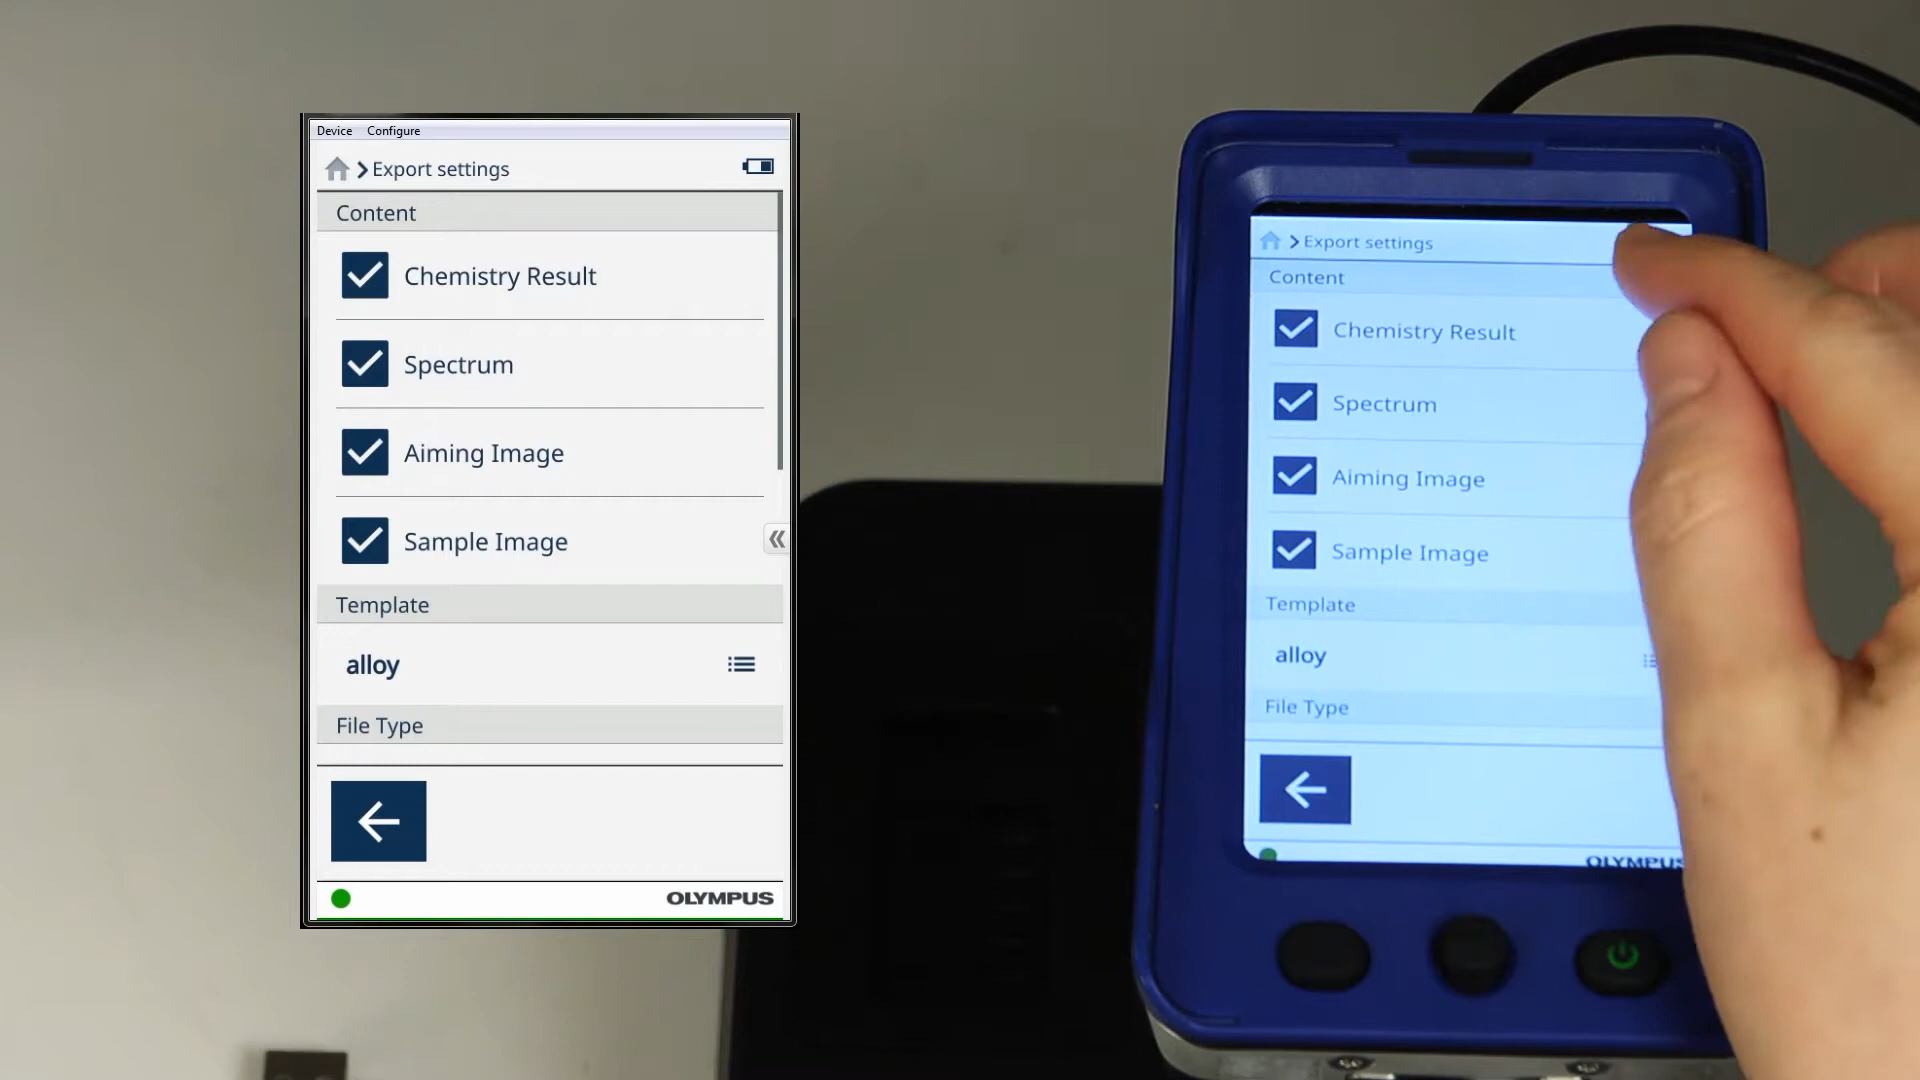 Device Configure
Export settings
Content
Chemistry Result
Spectrum
Aiming Image
Sample Image
Template
alloy
File Type
OLYMPUS
Export settings
Content
Chemistry Result
Spectrum
Aiming Image
Sample Image
Template
alloy
File Type
OLYMPUS